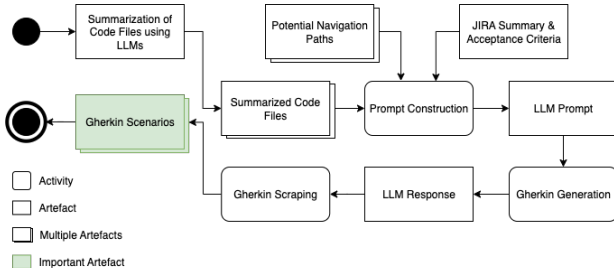 Summarization of
Code Files using
LLMs
Potential Navigation
Paths
JIRA Summary &
Acceptance Criteria
Gherkin Scenarios
Summarized Code
Files
Prompt Construction
LLM Prompt
Gherkin Scraping
LLM Response
Gherkin Generation
Activity
Artefact
Multiple Artefacts
Important Artefact